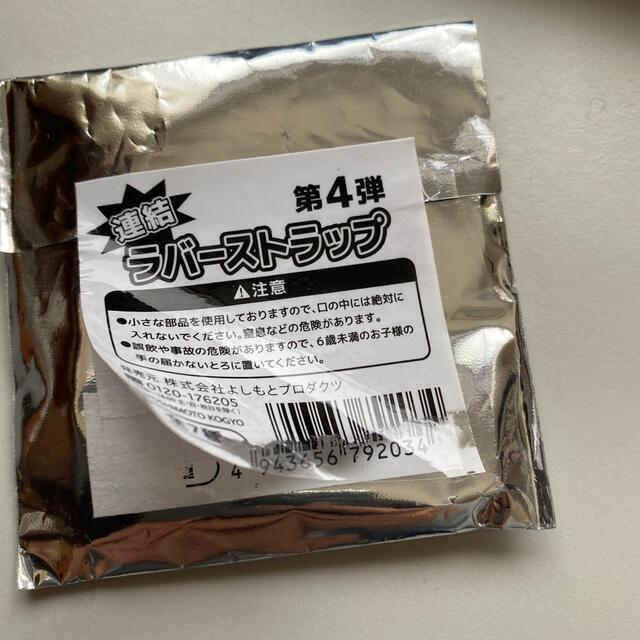 第4弾
連結
ラバーストラップ
⚠注意
●小さな部品を使用しておりますので、口の中には絶対に
入れないでください。窒息などの危険があります。
●誤飲や事故の危険がありますので、6歳未満のお子様の
手の届かないとろに置いてください。
発売元 株式会社よしもとプロダクツ
0120-176205
KOGYO
4 943656 792034